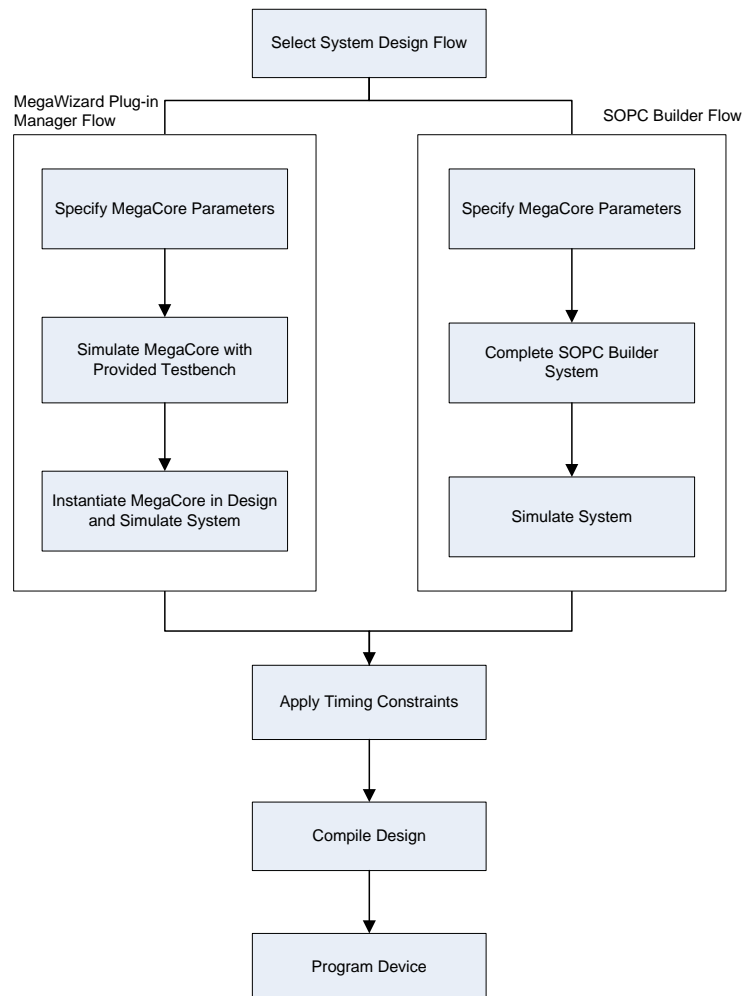 Select System Design Flow
MegaWizard Plug-in
Manager Flow
SOPC Builder Flow
Specify MegaCore Parameters
Simulate MegaCore with
Provided Testbench
Instantiate MegaCore in Design
and Simulate System
Specify MegaCore Parameters
Complete SOPC Builder
System
Simulate System
Apply Timing Constraints
Compile Design
Program Device